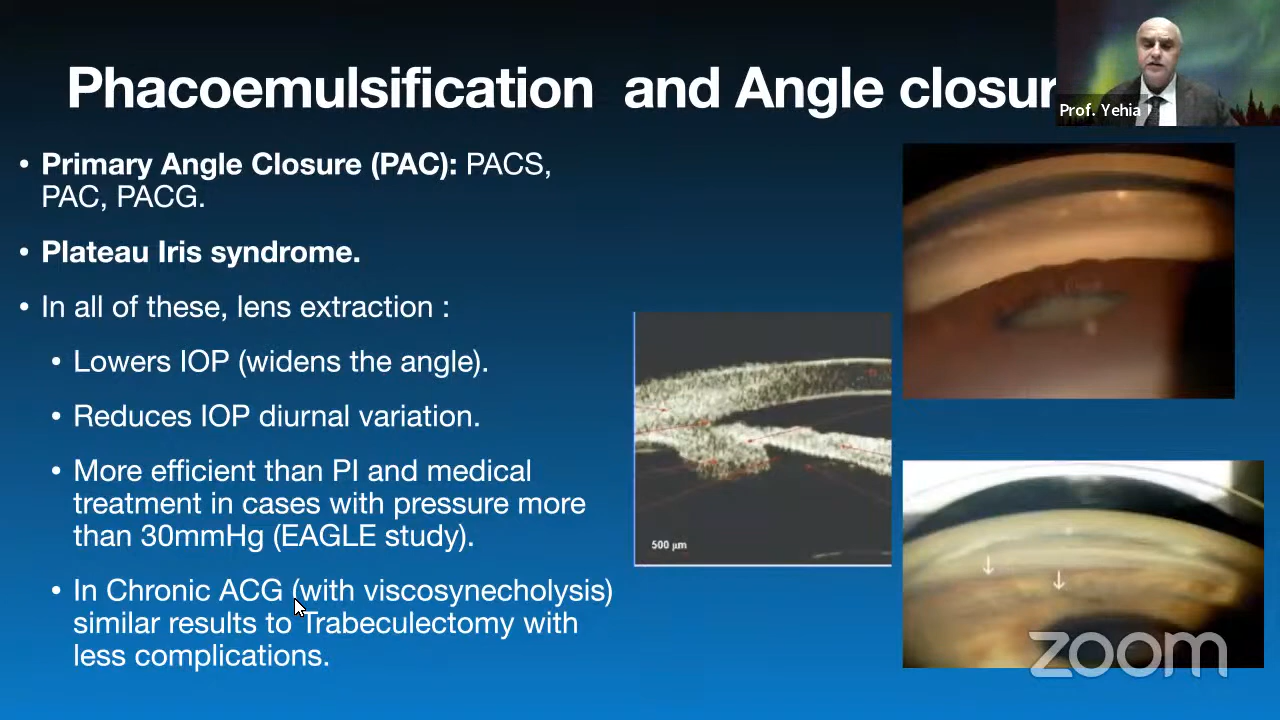 Phacoemulsification and Angle closur
Prof. Yehia
• Primary Angle Closure (PAC): PACS,
PAC, PACG.
• Plateau Iris syndrome.
• In all of these, lens extraction :
• Lowers IOP (widens the angle).
• Reduces IOP diurnal variation.
• More efficient than PI and medical
treatment in cases with pressure more
than 30mmHg (EAGLE study).
• In Chronic ACG (with viscosynecholysis)
similar results to Trabeculectomy with
less complications.
500 µm
zoom